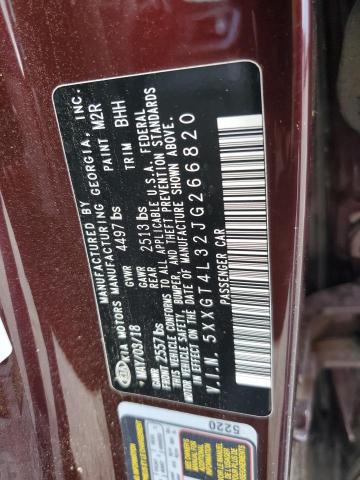 KIA MANUFACTURED BY
KIA MOTORS MANUFACTURING GEORGIA, INC.
MAY/03/18 GVWR 4497 lbs PAINT M2R
GAWR FRONT 2557 lbs GAWR REAR 2513 lbs TRIM BHH
THIS VEHICLE CONFORMS TO ALL APPLICABLE U.S.A. FEDERAL
MOTOR VEHICLE SAFETY, BUMPER, AND THEFT PREVENTION STANDARDS
IN EFFECT ON THE DATE OF MANUFACTURE SHOWN ABOVE.
V.I.N. 5XXGT4L32JG266820
PASSENGER CAR
5220